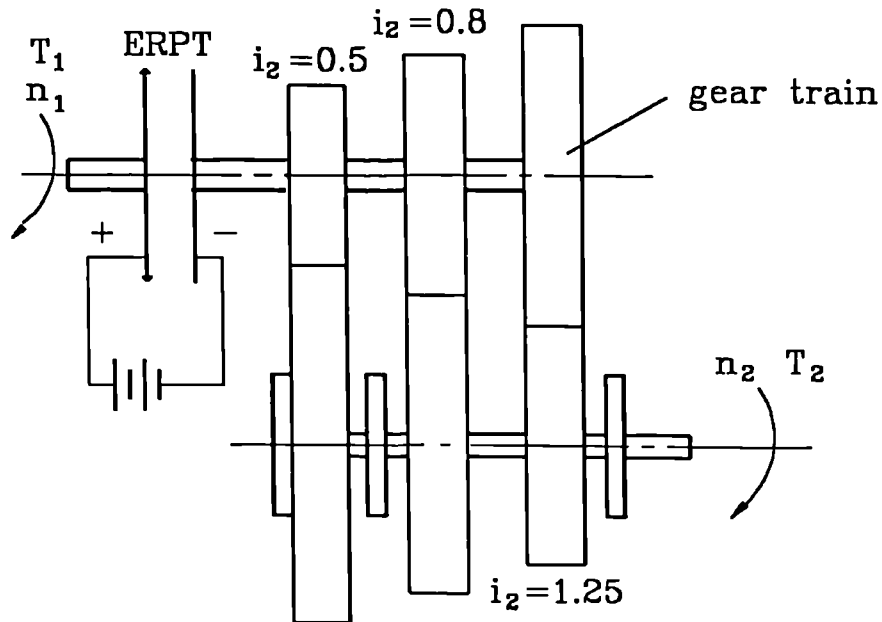 T₁
n₁
ERPT
i₂=0.5
i₂=0.8
gear train
+
−
n₂ T₂
i₂=1.25